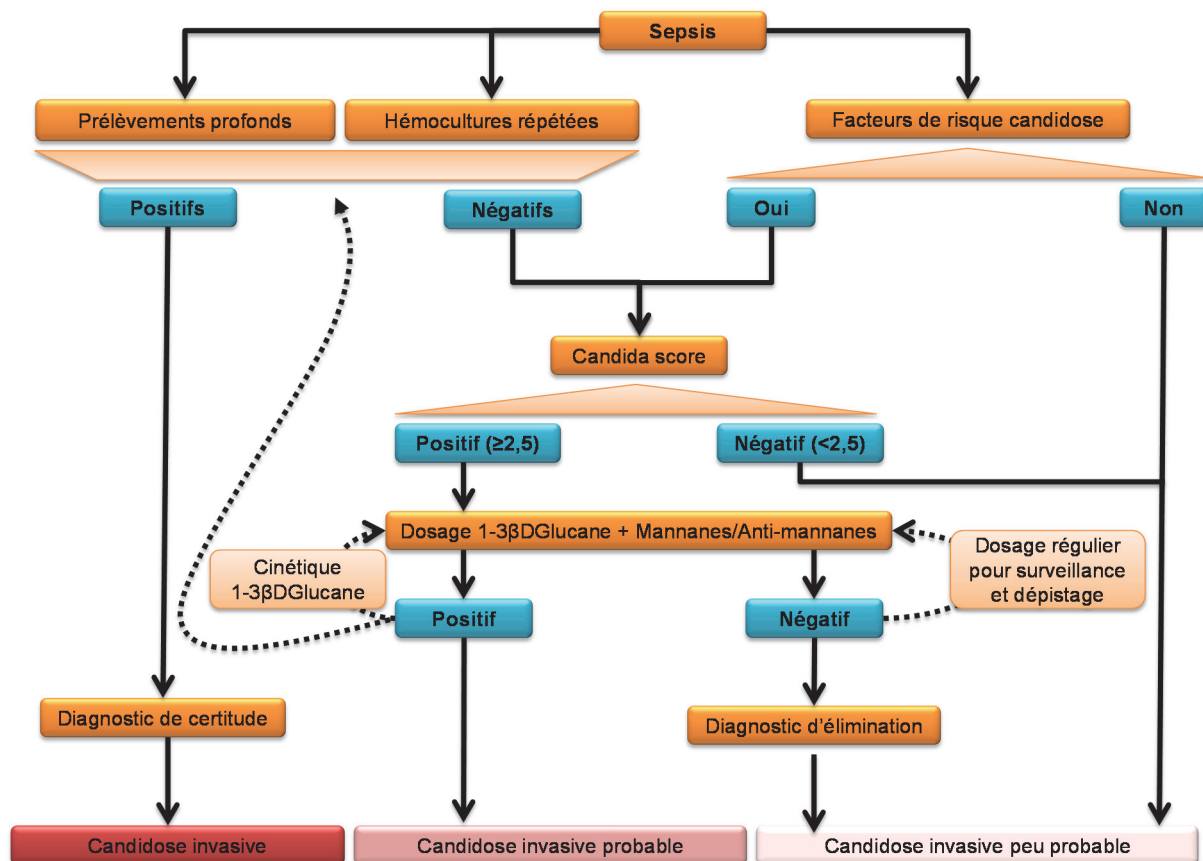 Sepsis
Prélèvements profonds
Hémocultures répétées
Facteurs de risque candidose
Positifs
Négatifs
Oui
Non
Candida score
Positif (≥2,5)
Négatif (<2,5)
Dosage 1-3βDGlucane + Mannanes/Anti-mannanes
Cinétique
1-3βDGlucane
Dosage régulier
pour surveillance
et dépistage
Positif
Négatif
Diagnostic de certitude
Diagnostic d'élimination
Candidose invasive
Candidose invasive probable
Candidose invasive peu probable